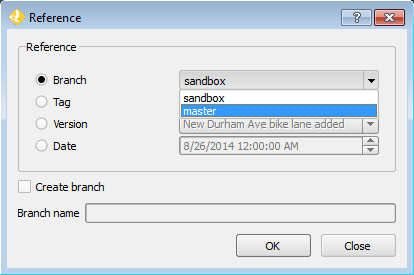 Reference
Reference
Branch
sandbox
sandbox
Tag
master
Version
New Durham Ave bike lane added
Date
8/26/2014 12:00:00 AM
Create branch
Branch name
OK
Close